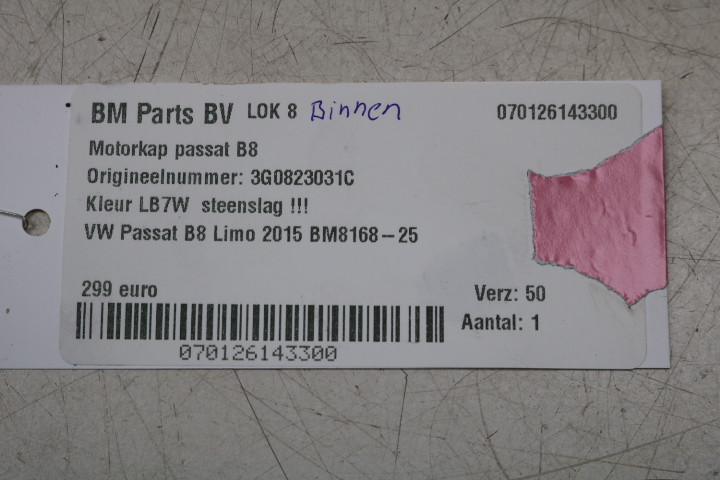 BM Parts BV LOK 8 Binnen 070126143300
Motorkap passat B8
Origineelnummer: 3G0823031C
Kleur LB7W steenslag !!!
VW Passat B8 Limo 2015 BM8168-25
299 euro Verz: 50
Aantal: 1
070126143300